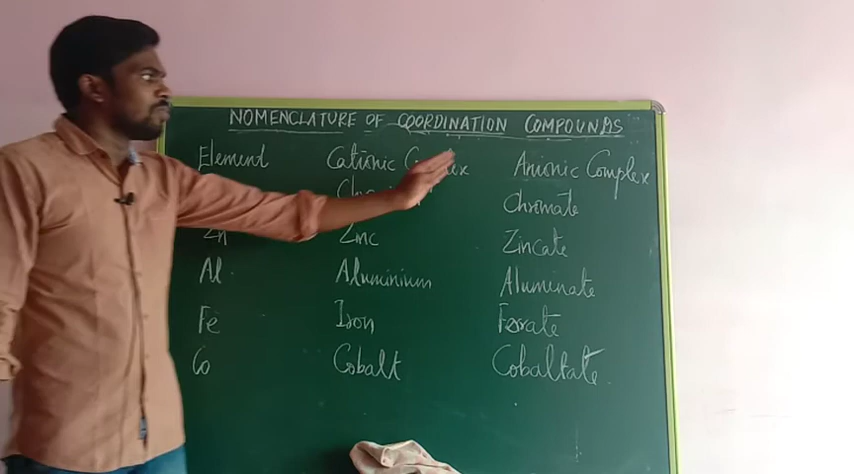 NOMENCLATURE OF COORDINATION COMPOUNDS
Element Cationic Anionic Complex
Chromate
Zn Zinc Zincate
Al Aluminium Aluminate
Fe Iron Ferrate
Co Cobalt Cobaltate